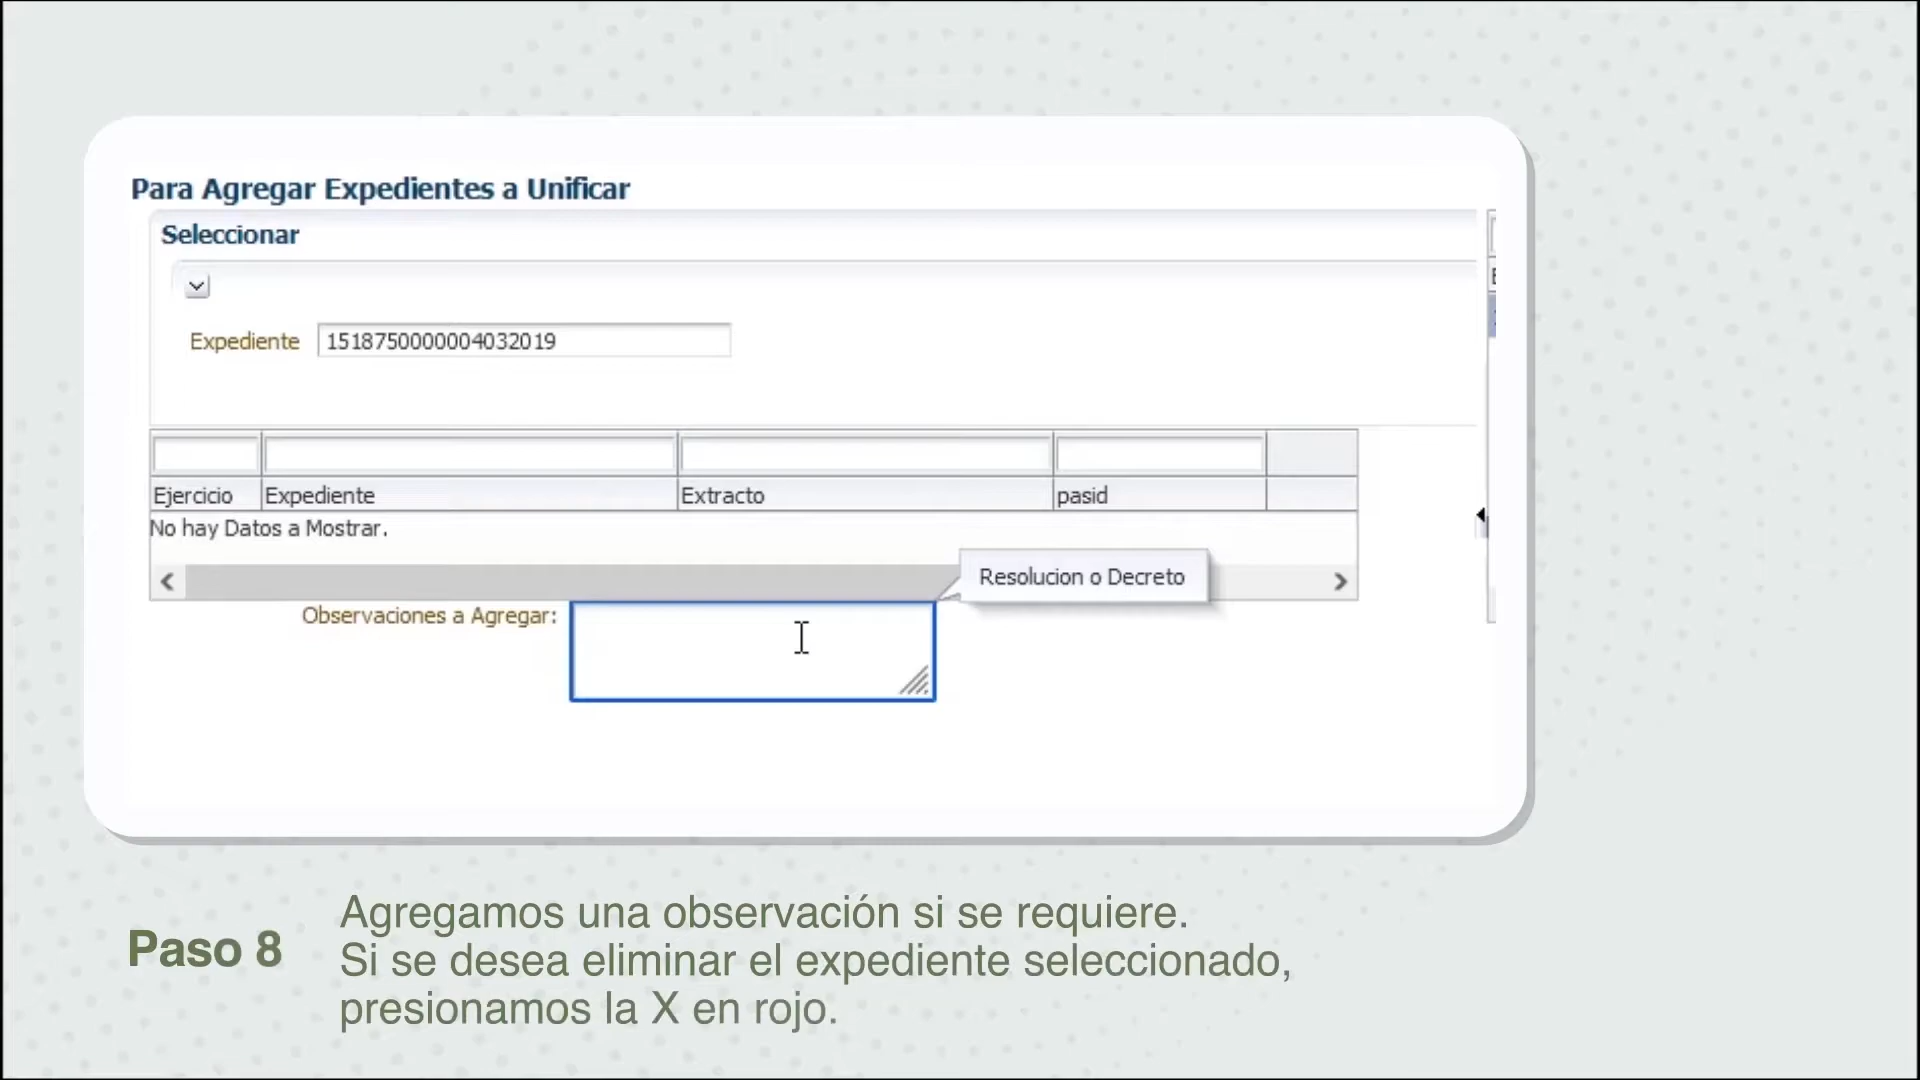 Para Agregar Expedientes a Unificar
Seleccionar
Expediente 1518750000004032019
Ejercicio Expediente Extracto pasid
No hay Datos a Mostrar.
Resolucion o Decreto
Observaciones a Agregar:
Paso 8
Agregamos una observación si se requiere.
Si se desea eliminar el expediente seleccionado,
presionamos la X en rojo.